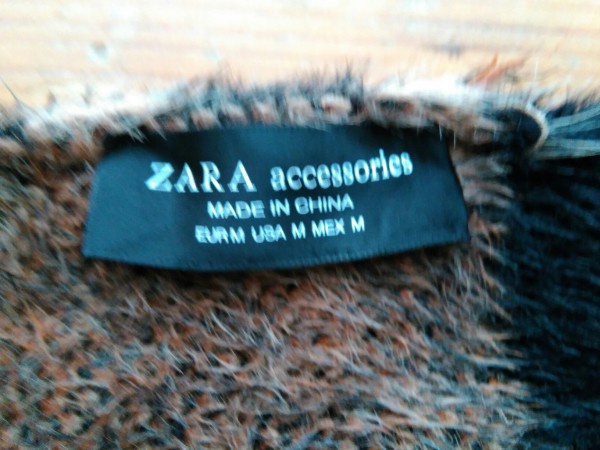 ZARA accessories
MADE IN CHINA
EUR M USA M MEX M